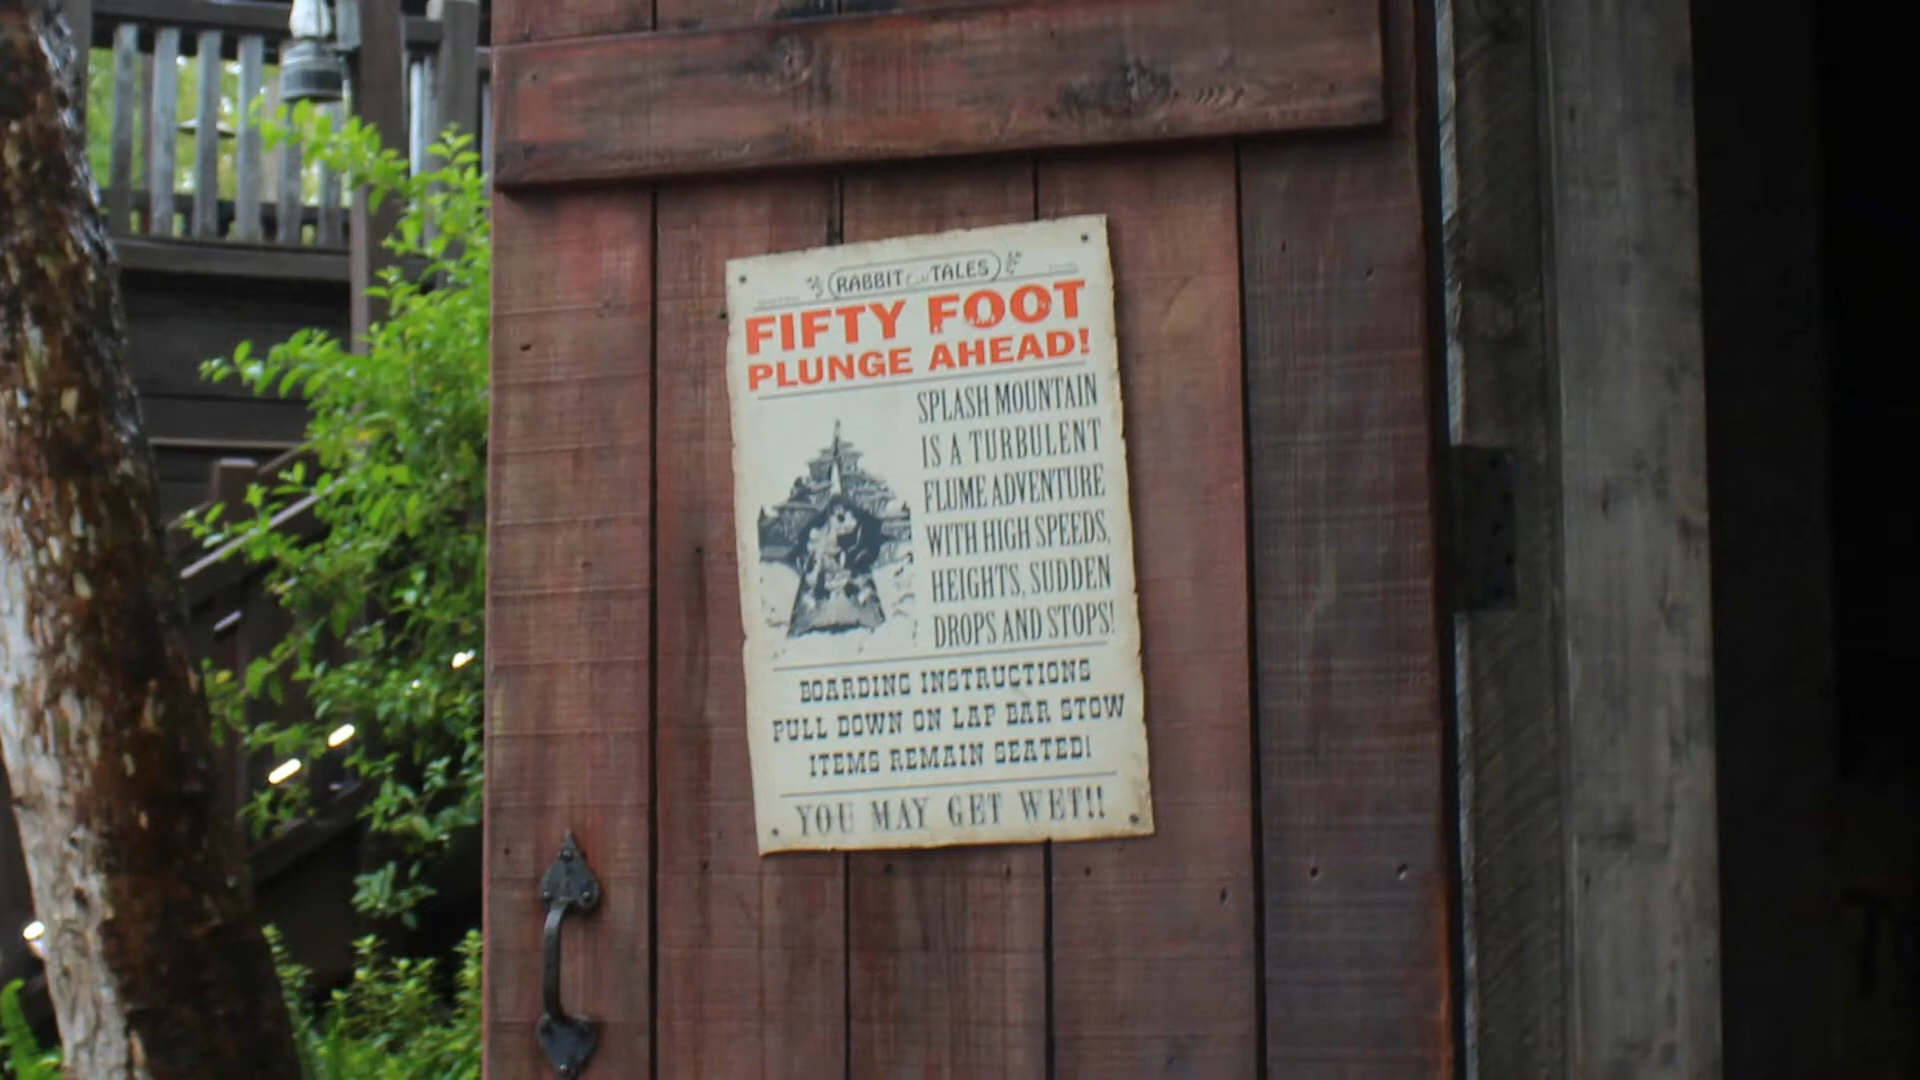 RABBIT TALES
FIFTY FOOT
PLUNGE AHEAD!
SPLASH MOUNTAIN
IS A TURBULENT
FLUME ADVENTURE
WITH HIGH SPEEDS,
HEIGHTS, SUDDEN
DROPS AND STOPS!
BOARDING INSTRUCTIONS
PULL DOWN ON LAP BAR STOW
ITEMS REMAIN SEATED!
YOU MAY GET WET!!